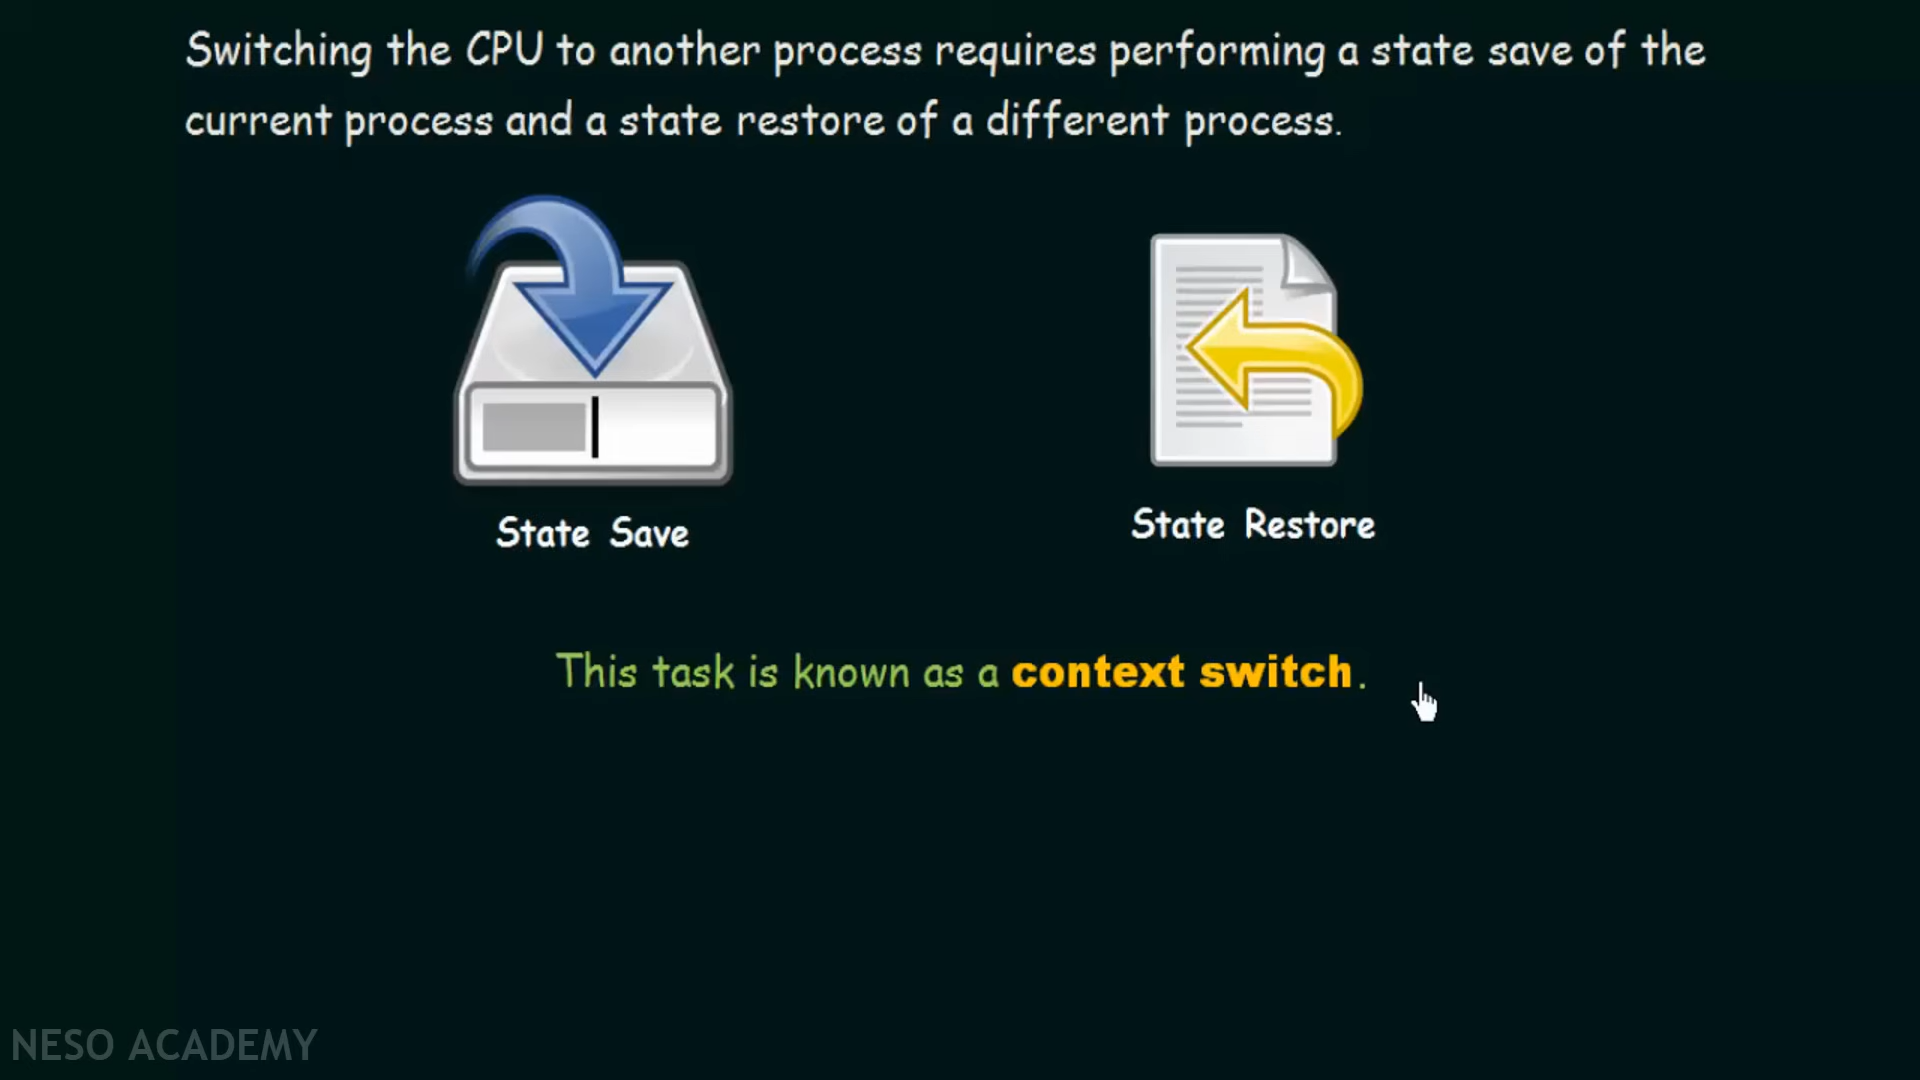 Switching the CPU to another process requires performing a state save of the
current process and a state restore of a different process.
State Save
State Restore
This task is known as a context switch.
NESO ACADEMY